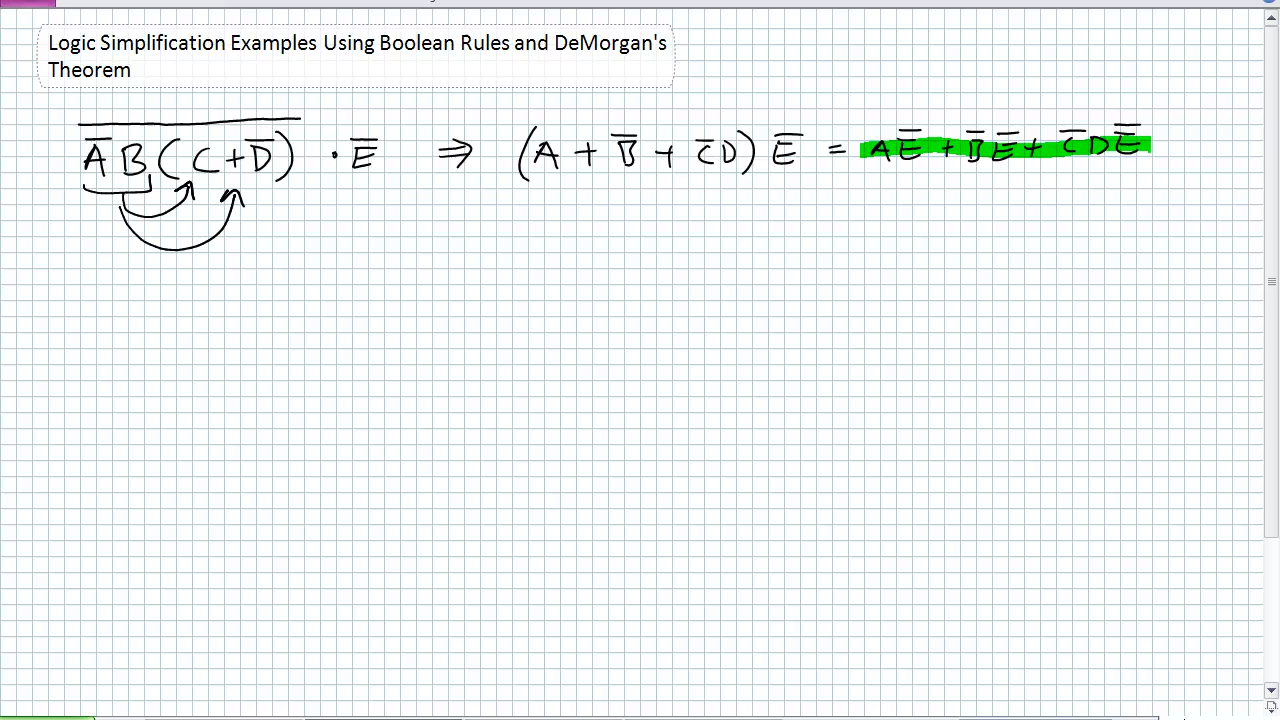 Logic Simplification Examples Using Boolean Rules and DeMorgan's
Theorem
A̅B(C+D̅)̅ · E̅ ⇒ (A + B̅ + C̅D) E̅ = AE̅ + B̅E̅ + C̅DE̿